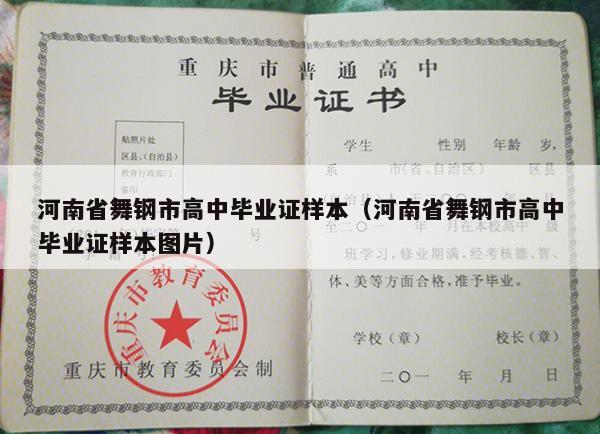 重庆市普通高中
毕业证书
贴照片处
区县、(自治县)
教育行政部门
钢印
学生 性别 年龄 岁,
系 市(省、自治区) 区县
河南省舞钢市高中毕业证样本（河南省舞钢市高中
毕业证样本图片）
号
至二〇一 年 月在本校高中 级
班学习,修业期满,经考核德、智、
体、美等方面合格,准予毕业。
重庆市教育委员会
重庆市教育委员会制
学校(章) 校长(章)
二〇一 年 月 日